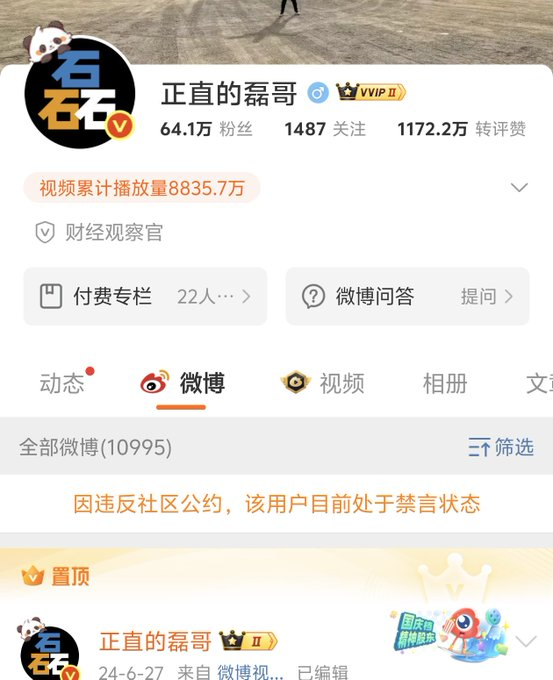 石
石石
正直的磊哥 VVIP II
64.1万 粉丝 1487 关注 1172.2万 转评赞
视频累计播放量8835.7万
财经观察官
付费专栏 22人… 微博问答 提问
动态 微博 视频 相册 文章
全部微博(10995) 筛选
因违反社区公约，该用户目前处于禁言状态
置顶
国庆档
精神股东
石
石石
正直的磊哥 II
24-6-27 来自 微博视... 已编辑